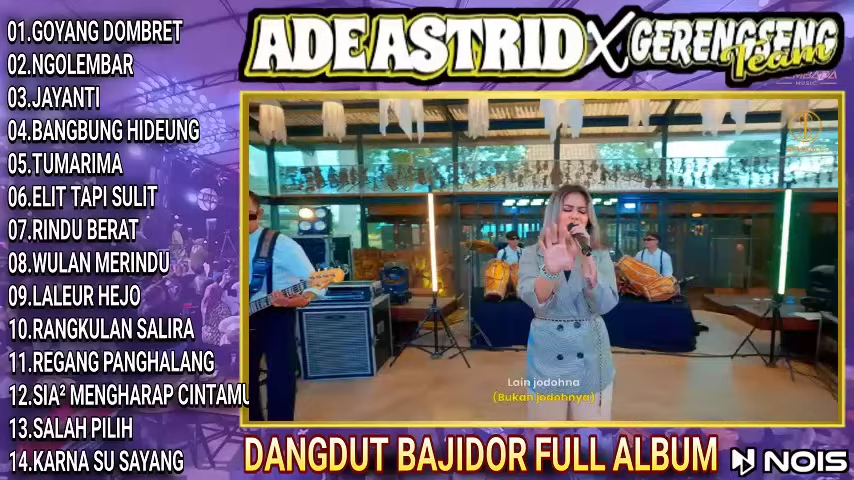 01.GOYANG DOMBRET
02.NGOLEMBAR
03.JAYANTI
04.BANGBUNG HIDEUNG
05.TUMARIMA
06.ELIT TAPI SULIT
07.RINDU BERAT
08.WULAN MERINDU
09.LALEUR HEJO
10.RANGKULAN SALIRA
11.REGANG PANGHALANG
12.SIA² MENGHARAP CINTAMU
13.SALAH PILIH
14.KARNA SU SAYANG
ADE ASTRID X GERENGSENG
Team
MUSIC
Lain jodohna
(Bukan jodohnya)
DANGDUT BAJIDOR FULL ALBUM
NOIS